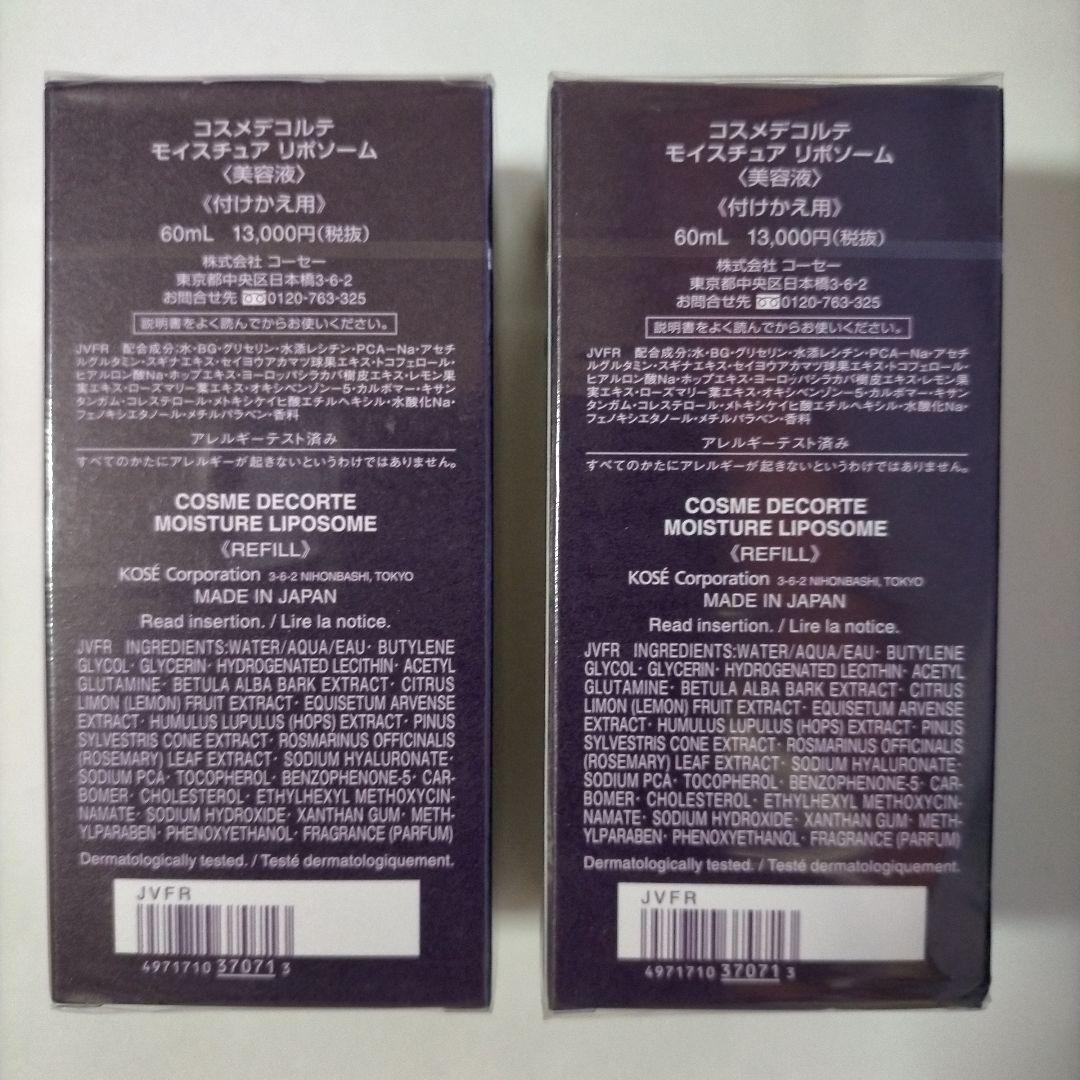 コスメデコルテ
モイスチュア リポソーム
〈美容液〉
《付けかえ用》
60mL 13,000円(税抜)
株式会社 コーセー
東京都中央区日本橋3-6-2
お問合せ先 0120-763-325
説明書をよく読んでからお使いください。
JVFR 配合成分;水・BG・グリセリン・水添レシチン・PCA－Na・アセチ
ルグルタミン・スギナエキス・セイヨウアカマツ球果エキス・トコフェロール・
ヒアルロン酸Na・ホップエキス・ヨーロッパシラカバ樹皮エキス・レモン果
実エキス・ローズマリー葉エキス・オキシベンゾン－5・カルボマー・キサン
タンガム・コレステロール・メトキシケイヒ酸エチルヘキシル・水酸化Na・
フェノキシエタノール・メチルパラベン・香料
アレルギーテスト済み
すべてのかたにアレルギーが起きないというわけではありません。
COSME DECORTE
MOISTURE LIPOSOME
《REFILL》
KOSÉ Corporation 3-6-2 NIHONBASHI, TOKYO
MADE IN JAPAN
Read insertion. / Lire la notice.
JVFR INGREDIENTS:WATER/AQUA/EAU· BUTYLENE
GLYCOL· GLYCERIN· HYDROGENATED LECITHIN· ACETYL
GLUTAMINE· BETULA ALBA BARK EXTRACT· CITRUS
LIMON (LEMON) FRUIT EXTRACT· EQUISETUM ARVENSE
EXTRACT· HUMULUS LUPULUS (HOPS) EXTRACT· PINUS
SYLVESTRIS CONE EXTRACT· ROSMARINUS OFFICINALIS
(ROSEMARY) LEAF EXTRACT· SODIUM HYALURONATE·
SODIUM PCA· TOCOPHEROL· BENZOPHENONE-5· CAR-
BOMER· CHOLESTEROL· ETHYLHEXYL METHOXYCIN-
NAMATE· SODIUM HYDROXIDE· XANTHAN GUM· METH-
YLPARABEN· PHENOXYETHANOL· FRAGRANCE (PARFUM)
Dermatologically tested. / Testé dermatologiquement.
JVFR
4971710 37071 3
コスメデコルテ
モイスチュア リポソーム
〈美容液〉
《付けかえ用》
60mL 13,000円(税抜)
株式会社 コーセー
東京都中央区日本橋3-6-2
お問合せ先 0120-763-325
説明書をよく読んでからお使いください。
JVFR 配合成分;水・BG・グリセリン・水添レシチン・PCA－Na・アセチ
ルグルタミン・スギナエキス・セイヨウアカマツ球果エキス・トコフェロール・
ヒアルロン酸Na・ホップエキス・ヨーロッパシラカバ樹皮エキス・レモン果
実エキス・ローズマリー葉エキス・オキシベンゾン－5・カルボマー・キサン
タンガム・コレステロール・メトキシケイヒ酸エチルヘキシル・水酸化Na・
フェノキシエタノール・メチルパラベン・香料
アレルギーテスト済み
すべてのかたにアレルギーが起きないというわけではありません。
COSME DECORTE
MOISTURE LIPOSOME
《REFILL》
KOSÉ Corporation 3-6-2 NIHONBASHI, TOKYO
MADE IN JAPAN
Read insertion. / Lire la notice.
JVFR INGREDIENTS:WATER/AQUA/EAU· BUTYLENE
GLYCOL· GLYCERIN· HYDROGENATED LECITHIN· ACETYL
GLUTAMINE· BETULA ALBA BARK EXTRACT· CITRUS
LIMON (LEMON) FRUIT EXTRACT· EQUISETUM ARVENSE
EXTRACT· HUMULUS LUPULUS (HOPS) EXTRACT· PINUS
SYLVESTRIS CONE EXTRACT· ROSMARINUS OFFICINALIS
(ROSEMARY) LEAF EXTRACT· SODIUM HYALURONATE·
SODIUM PCA· TOCOPHEROL· BENZOPHENONE-5· CAR-
BOMER· CHOLESTEROL· ETHYLHEXYL METHOXYCIN-
NAMATE· SODIUM HYDROXIDE· XANTHAN GUM· METH-
YLPARABEN· PHENOXYETHANOL· FRAGRANCE (PARFUM)
Dermatologically tested. / Testé dermatologiquement.
JVFR
4971710 37071 3